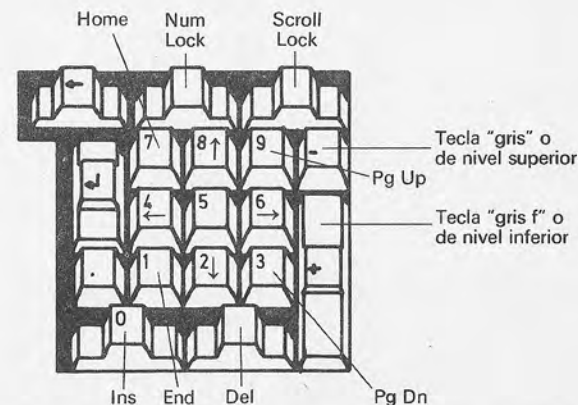 Home
Num
Lock
Scroll
Lock
←
7
8 ↑
9
-
Tecla "gris" o
de nivel superior
Pg Up
↵
4
←
5
6
→
Tecla "gris f" o
de nivel inferior
.
1
2 ↓
3
+
0
Ins
End
Del
Pg Dn